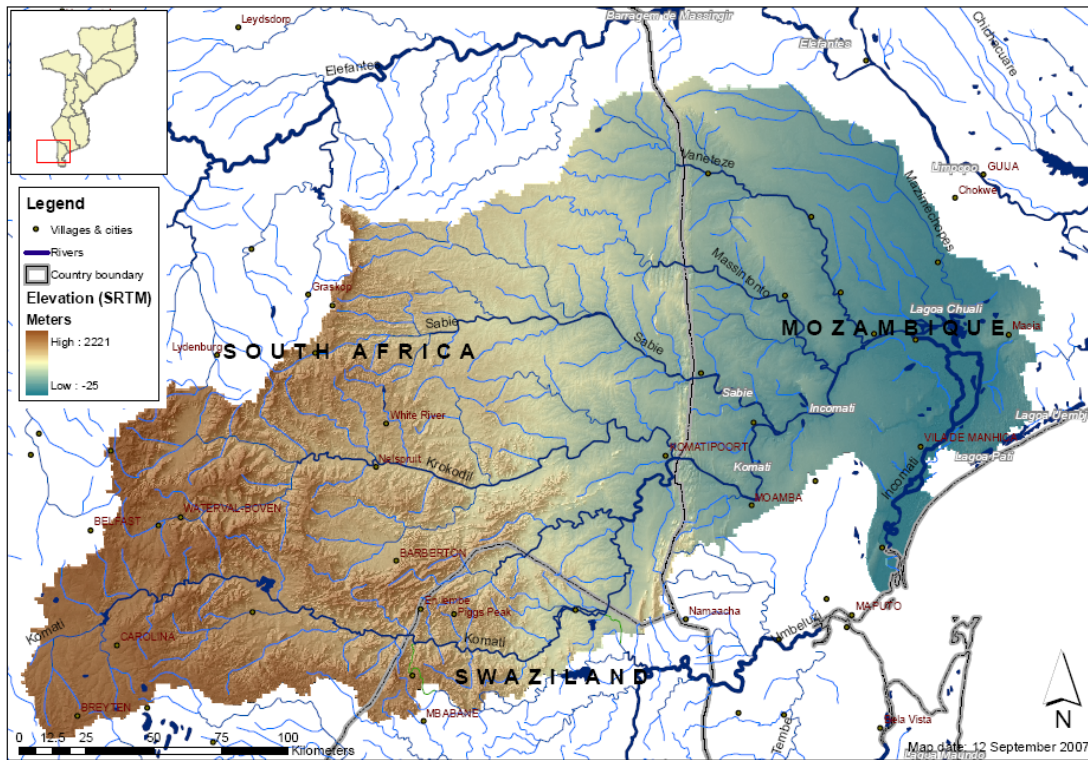 Leydsdorp
Barragem de Massingir
Elefantes
Chichacuare
Elefantes
Limpopo
GUIJA
Chokwe
Vaneteze
Mazimechopes
Legend
Villages & cities
Rivers
Country boundary
Elevation (SRTM)
Meters
High : 2221
Low : -25
Massintonto
Graskop
Sabie
Lagoa Chuali
MOZAMBIQUE
Macia
Lydenburg
SOUTH AFRICA
Sabie
Sabie
Incomati
White River
Lagoa Uembj
KOMATIPOORT
VILA DE MANHICA
Lagoa Pati
Nelspruit
Krokodil
Komati
Incomati
MOAMBA
WATERVAL-BOVEN
BELFAST
BARBERTON
Piggs Peak
Namaacha
MAPUTO
Umbeluzi
Komati
CAROLINA
Komati
SWAZILAND
BREYTEN
MBABANE
Tembe
Bela Vista
N
0 12.5 25 50 75 100
Kilometers
Map date: 12 September 2007